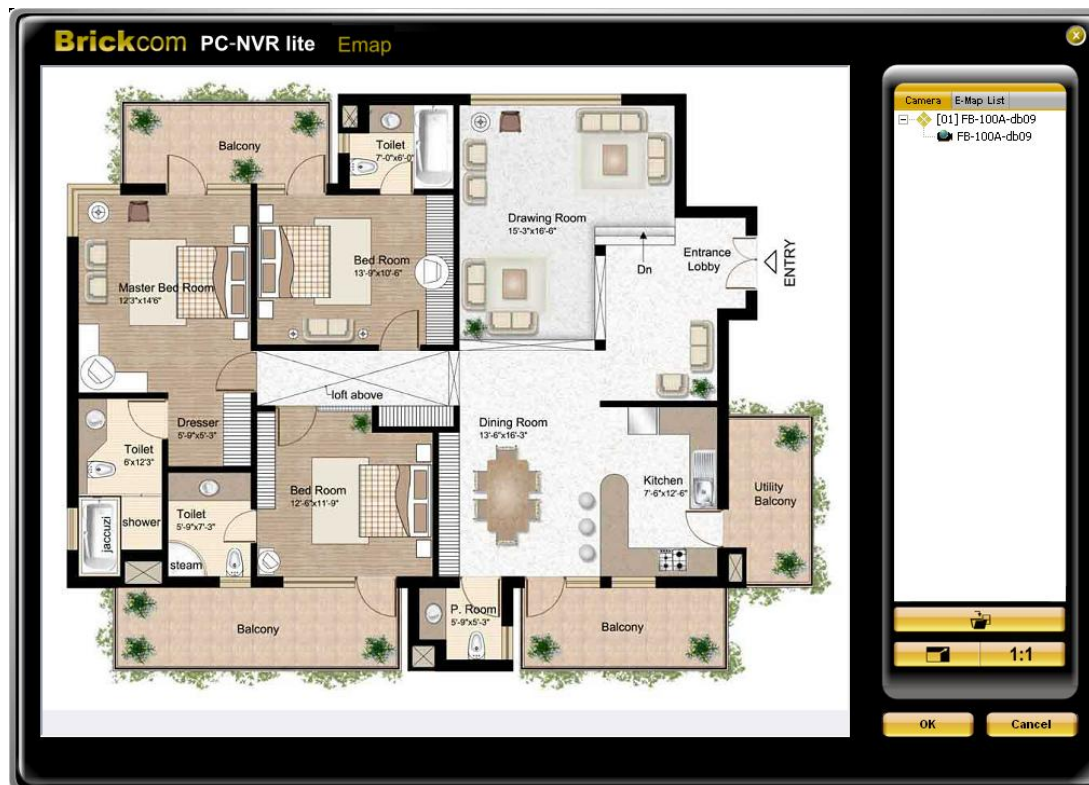 Brickcom PC-NVR lite Emap
Camera E-Map List
[01] FB-100A-db09
FB-100A-db09
Balcony
Toilet
7'-0"x6'-0"
Drawing Room
15'-3"x16'-6"
Dn
Entrance
Lobby
ENTRY
Bed Room
13'-9"x10'-6"
Master Bed Room
12'3"x14'6"
loft above
Dresser
5'-9"x5'-3"
Dining Room
13'-6"x16'-3"
Toilet
6'x12'3"
Kitchen
7'-6"x12'-6"
Utility
Balcony
Bed Room
12'-6"x11'-9"
Toilet
5'-9"x7'-3"
shower
jaccuzi
steam
P. Room
5'-9"x5'-3"
Balcony
Balcony
1:1
OK Cancel